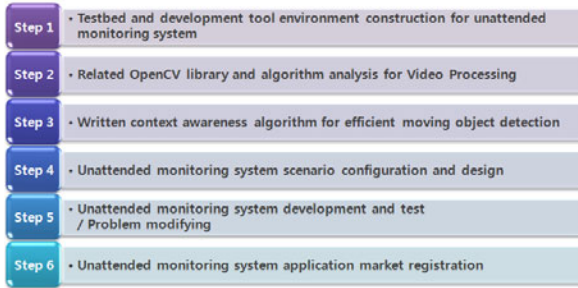 Step 1
• Testbed and development tool environment construction for unattended
monitoring system
Step 2
• Related OpenCV library and algorithm analysis for Video Processing
Step 3
• Written context awareness algorithm for efficient moving object detection
Step 4
• Unattended monitoring system scenario configuration and design
Step 5
• Unattended monitoring system development and test
/ Problem modifying
Step 6
• Unattended monitoring system application market registration